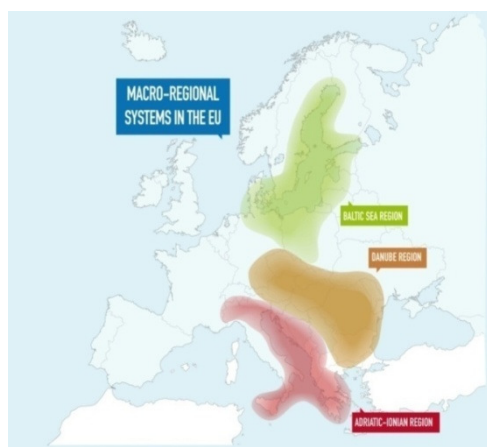 MACRO-REGIONAL
SYSTEMS IN THE EU
BALTIC SEA REGION
DANUBE REGION
ADRIATIC-IONIAN REGION